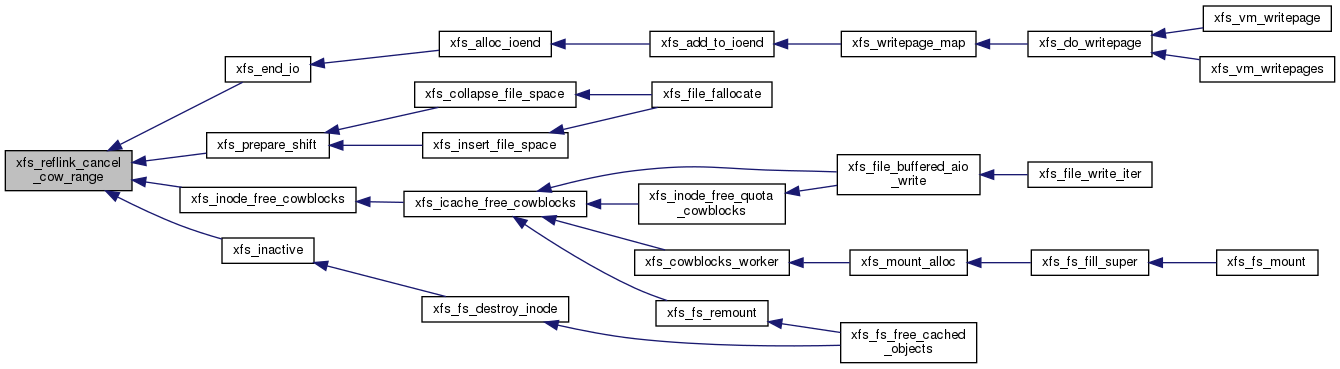 xfs_vm_writepage
xfs_alloc_ioend
xfs_add_to_ioend
xfs_writepage_map
xfs_do_writepage
xfs_end_io
xfs_vm_writepages
xfs_collapse_file_space
xfs_file_fallocate
xfs_prepare_shift
xfs_insert_file_space
xfs_reflink_cancel
_cow_range
xfs_file_buffered_aio
_write
xfs_file_write_iter
xfs_inode_free_cowblocks
xfs_icache_free_cowblocks
xfs_inode_free_quota
_cowblocks
xfs_inactive
xfs_cowblocks_worker
xfs_mount_alloc
xfs_fs_fill_super
xfs_fs_mount
xfs_fs_destroy_inode
xfs_fs_remount
xfs_fs_free_cached
_objects